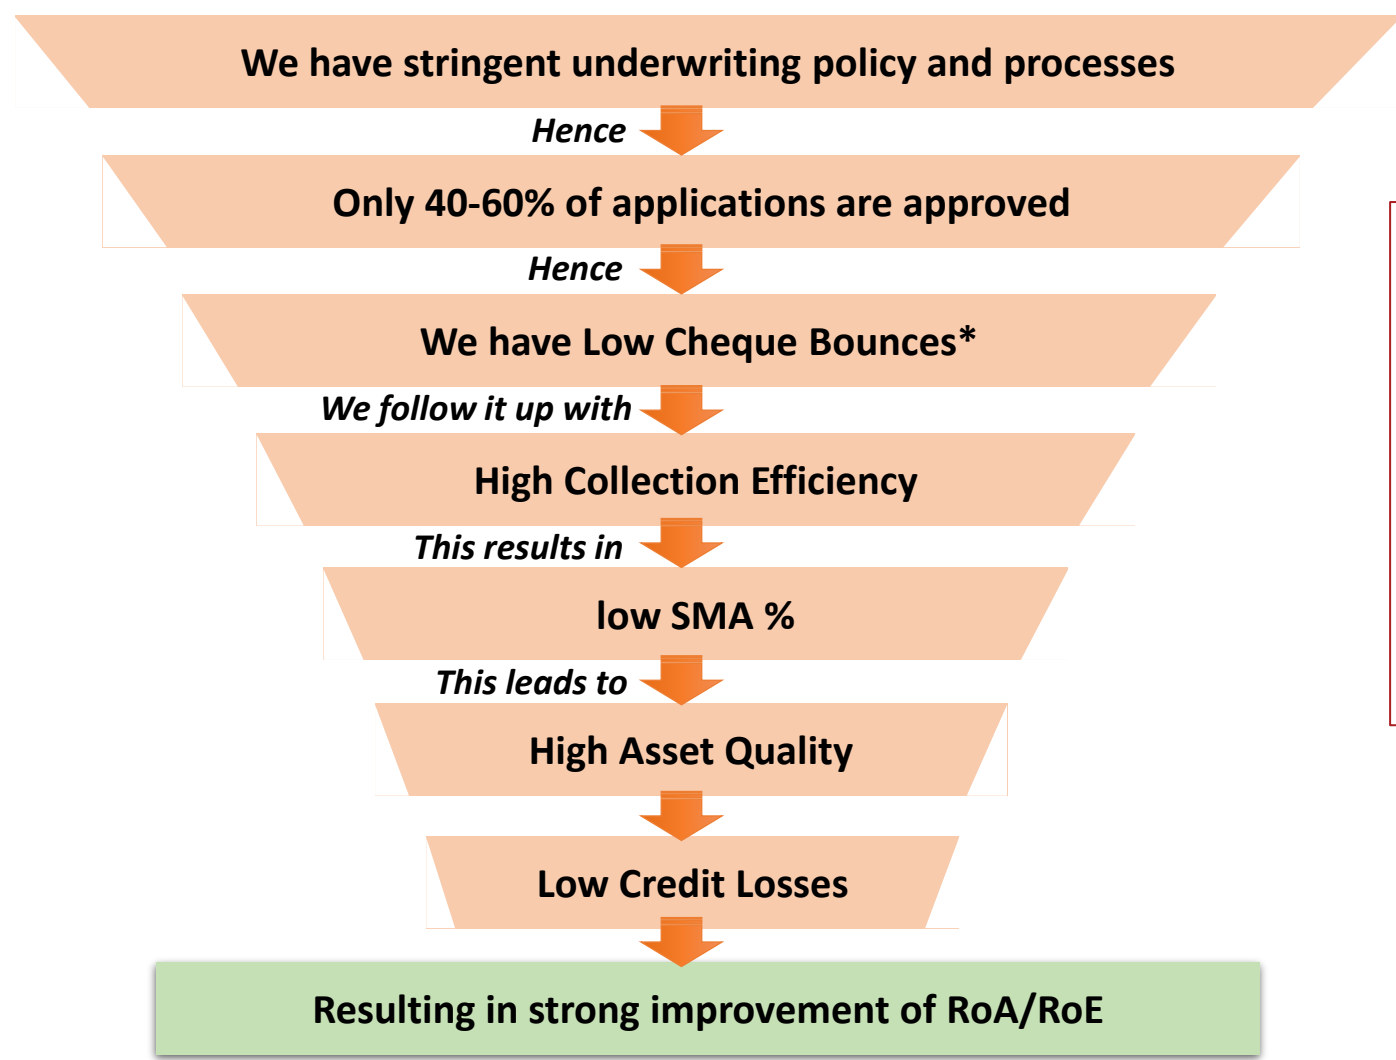 We have stringent underwriting policy and processes
Hence
Only 40-60% of applications are approved
Hence
We have Low Cheque Bounces*
We follow it up with
High Collection Efficiency
This results in
low SMA %
This leads to
High Asset Quality
Low Credit Losses
Resulting in strong improvement of RoA/RoE